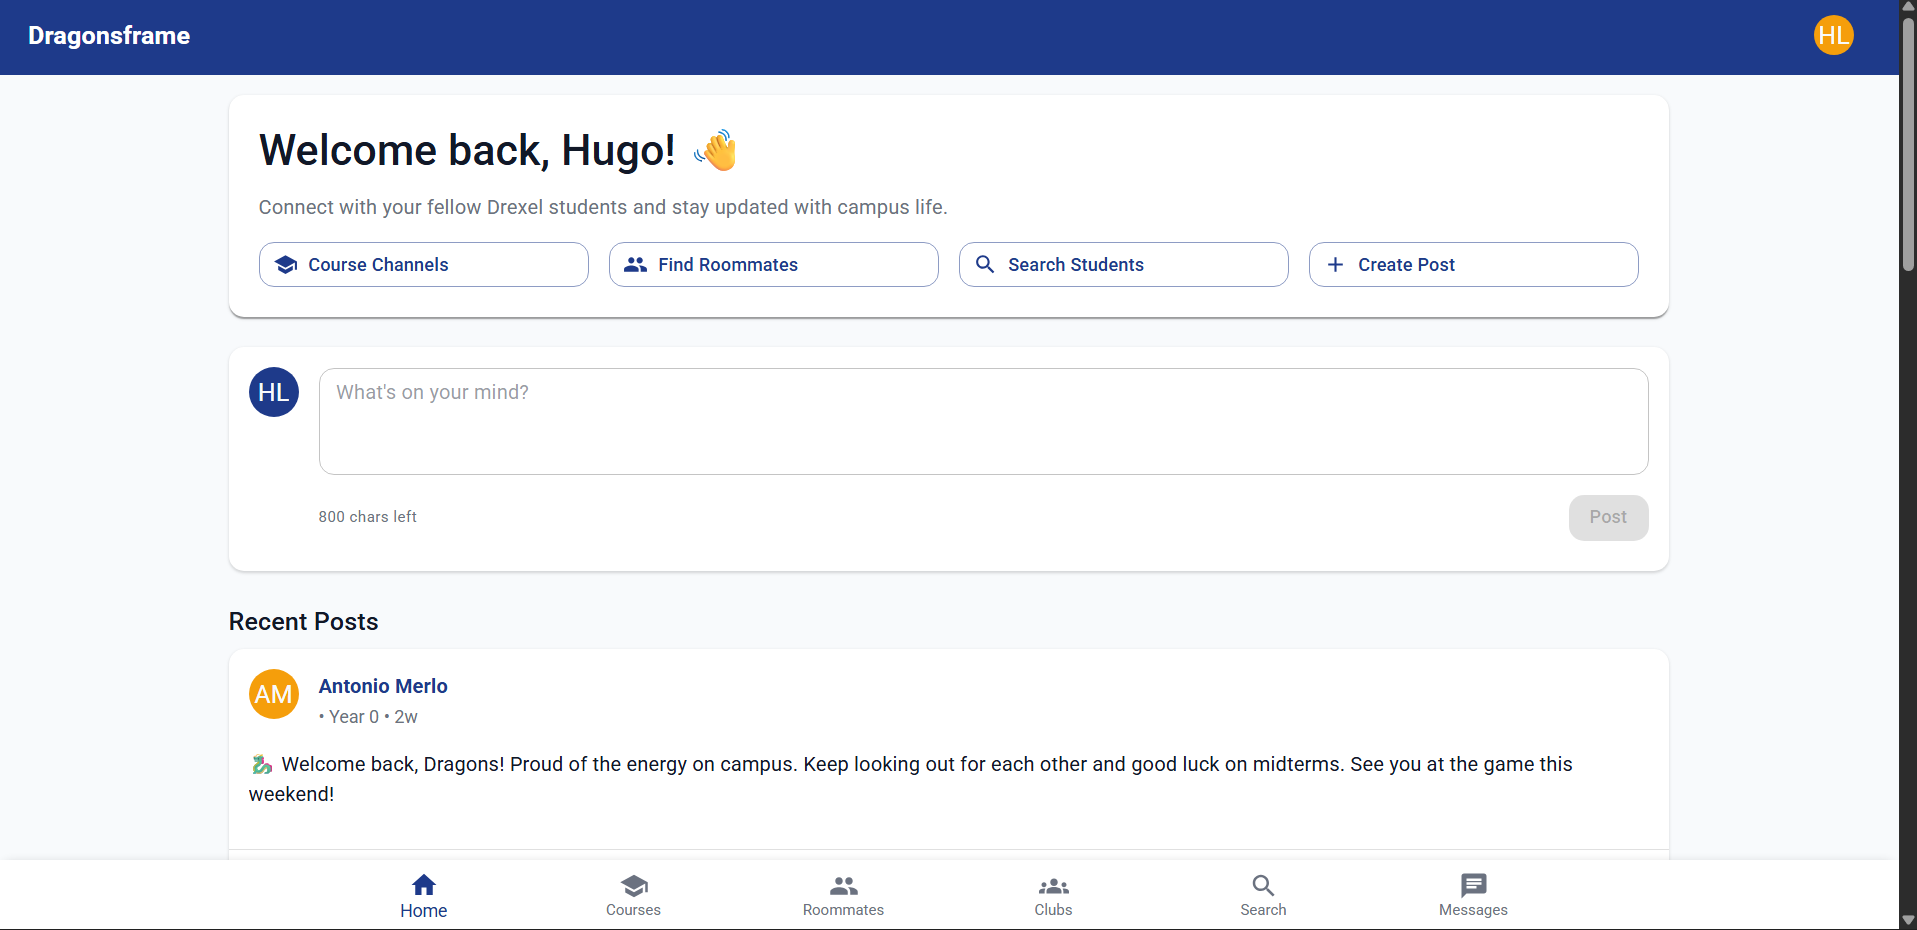 Dragonsframe
HL
Welcome back, Hugo! 👋
Connect with your fellow Drexel students and stay updated with campus life.
Course Channels
Find Roommates
Search Students
Create Post
HL
What's on your mind?
800 chars left
Post
Recent Posts
AM
Antonio Merlo
• Year 0 • 2w
🐉 Welcome back, Dragons! Proud of the energy on campus. Keep looking out for each other and good luck on midterms. See you at the game this
weekend!
Home
Courses
Roommates
Clubs
Search
Messages